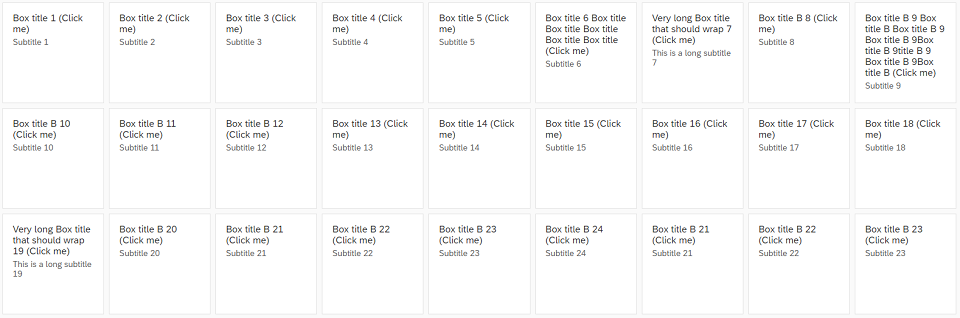 Box title 1 (Click
me)
Subtitle 1
Box title 2 (Click
me)
Subtitle 2
Box title 3 (Click
me)
Subtitle 3
Box title 4 (Click
me)
Subtitle 4
Box title 5 (Click
me)
Subtitle 5
Box title 6 Box title
Box title Box title
Box title Box title
(Click me)
Subtitle 6
Very long Box title
that should wrap 7
(Click me)
This is a long subtitle
7
Box title B 8 (Click
me)
Subtitle 8
Box title B 9 Box
title B Box title B 9
Box title B 9Box
title B 9title B 9
Box title B 9Box
title B (Click me)
Subtitle 9
Box title B 10
(Click me)
Subtitle 10
Box title B 11
(Click me)
Subtitle 11
Box title B 12
(Click me)
Subtitle 12
Box title 13 (Click
me)
Subtitle 13
Box title 14 (Click
me)
Subtitle 14
Box title 15 (Click
me)
Subtitle 15
Box title 16 (Click
me)
Subtitle 16
Box title 17 (Click
me)
Subtitle 17
Box title 18 (Click
me)
Subtitle 18
Very long Box title
that should wrap
19 (Click me)
This is a long subtitle
19
Box title B 20
(Click me)
Subtitle 20
Box title B 21
(Click me)
Subtitle 21
Box title B 22
(Click me)
Subtitle 22
Box title B 23
(Click me)
Subtitle 23
Box title B 24
(Click me)
Subtitle 24
Box title B 21
(Click me)
Subtitle 21
Box title B 22
(Click me)
Subtitle 22
Box title B 23
(Click me)
Subtitle 23